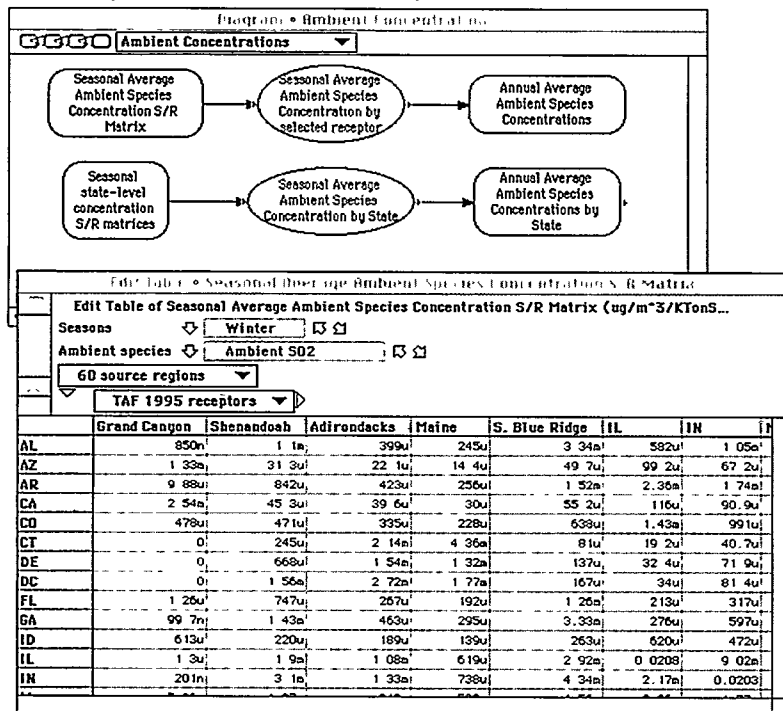 Diagram • Ambient Concentrations
Ambient Concentrations
Seasonal Average Ambient Species Concentration S/R Matrix
Seasonal Average Ambient Species Concentration by selected receptor
Annual Average Ambient Species Concentrations
Seasonal state-level concentration S/R matrices
Seasonal Average Ambient Species Concentration by State
Annual Average Ambient Species Concentrations by State
Edit Table • Seasonal Average Ambient Species Concentration S/R Matrix
Edit Table of Seasonal Average Ambient Species Concentration S/R Matrix (ug/m^3/KTonS...
Seasons Winter
Ambient species Ambient SO2
60 source regions
TAF 1995 receptors
Grand Canyon Shenandoah Adirondacks Maine S. Blue Ridge IL IN
AL 850n 1 1m 399u 245u 3 34m 582u 1 05m
AZ 1 33m 31 3u 22 1u 14 4u 49 7u 99 2u 67 2u
AR 9 88u 842u 423u 256u 1 52m 2.36m 1 74m
CA 2 54m 45 3u 39 6u 30u 55 2u 116u 90.9u
CO 478u 471u 335u 228u 638u 1.43m 991u
CT 0 245u 2 14m 4 36m 81u 19 2u 40.7u
DE 0 668u 1 54m 1 32m 137u 32 4u 71 9u
DC 0 1 56m 2 72m 1 77m 167u 34u 81 4u
FL 1 26u 747u 267u 192u 1 26m 213u 317u
GA 99 7n 1 43m 463u 295u 3.33m 276u 597u
ID 613u 220u 189u 139u 263u 620u 472u
IL 1 3u 1 9m 1 08m 619u 2 92m 0 0208 9 02m
IN 201n 3 1m 1 33m 738u 4 34m 2.17m 0.0203